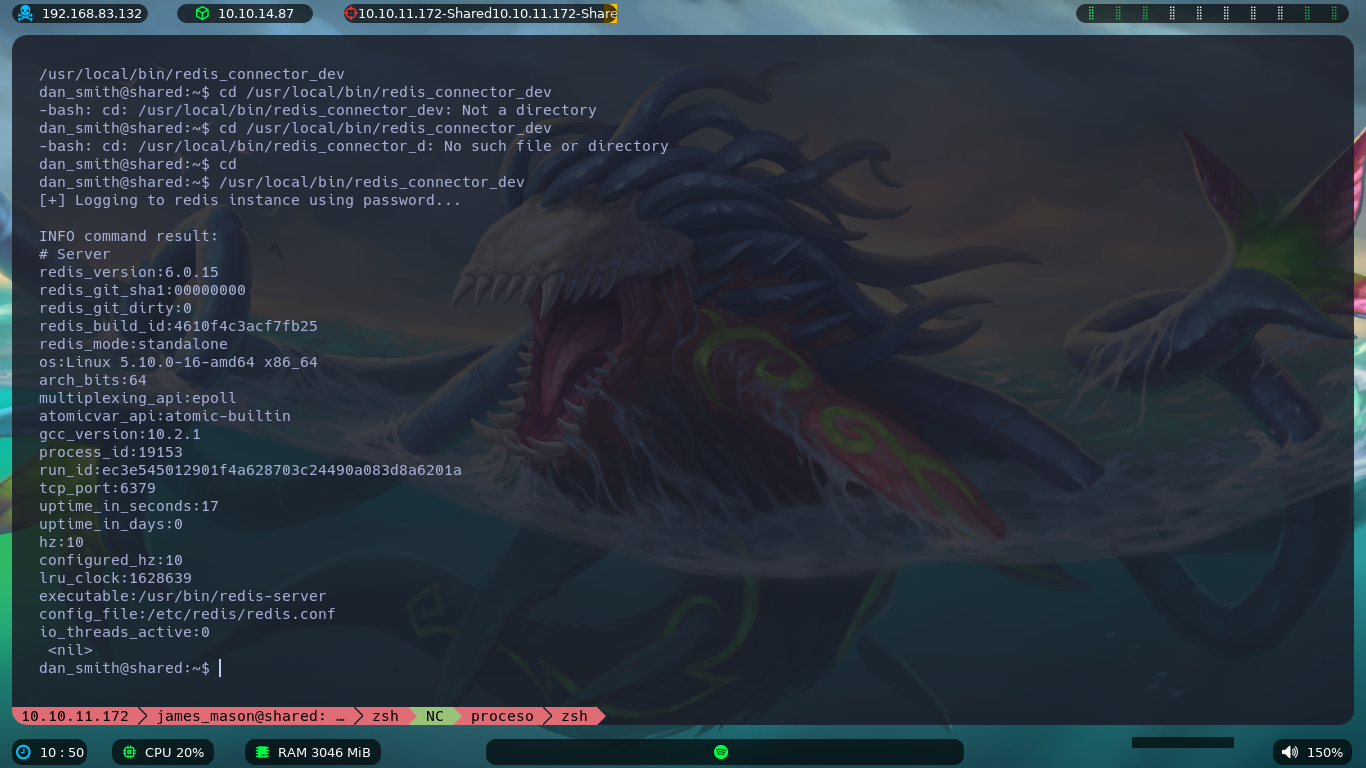 192.168.83.132
10.10.14.87
10.10.11.172-Shared10.10.11.172-Share
/usr/local/bin/redis_connector_dev
dan_smith@shared:~$ cd /usr/local/bin/redis_connector_dev
-bash: cd: /usr/local/bin/redis_connector_dev: Not a directory
dan_smith@shared:~$ cd /usr/local/bin/redis_connector_dev
-bash: cd: /usr/local/bin/redis_connector_d: No such file or directory
dan_smith@shared:~$ cd
dan_smith@shared:~$ /usr/local/bin/redis_connector_dev
[+] Logging to redis instance using password...
INFO command result:
# Server
redis_version:6.0.15
redis_git_sha1:00000000
redis_git_dirty:0
redis_build_id:4610f4c3acf7fb25
redis_mode:standalone
os:Linux 5.10.0-16-amd64 x86_64
arch_bits:64
multiplexing_api:epoll
atomicvar_api:atomic-builtin
gcc_version:10.2.1
process_id:19153
run_id:ec3e545012901f4a628703c24490a083d8a6201a
tcp_port:6379
uptime_in_seconds:17
uptime_in_days:0
hz:10
configured_hz:10
lru_clock:1628639
executable:/usr/bin/redis-server
config_file:/etc/redis/redis.conf
io_threads_active:0
<nil>
dan_smith@shared:~$
10.10.11.172 james_mason@shared: … zsh NC proceso zsh
10 : 50
CPU 20%
RAM 3046 MiB
150%